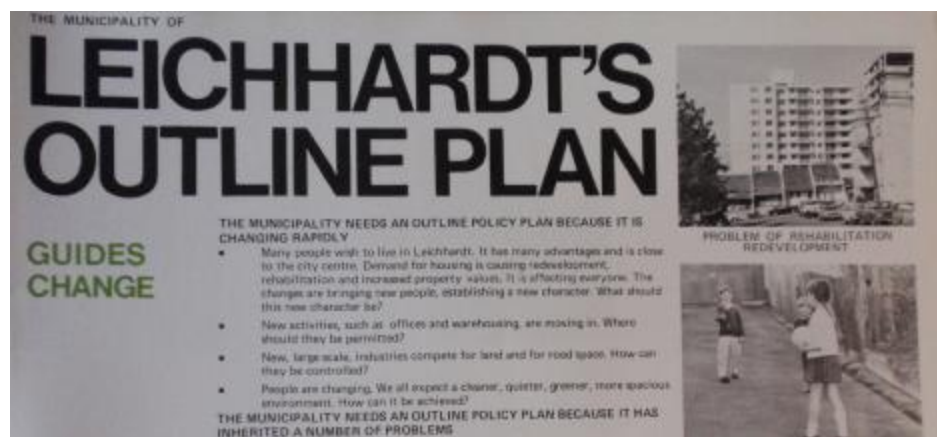 THE MUNICIPALITY OF
LEICHHARDT'S
OUTLINE PLAN
GUIDES
CHANGE
THE MUNICIPALITY NEEDS AN OUTLINE POLICY PLAN BECAUSE IT IS
CHANGING RAPIDLY
• Many people wish to live in Leichhardt. It has many advantages and is close
to the city centre. Demand for housing is causing redevelopment,
rehabilitation and increased property values. It is affecting everyone. The
changes are bringing new people, establishing a new character. What should
this new character be?
• New activities, such as offices and warehousing, are moving in. Where
should they be permitted?
• New, large scale, industries compete for land and for road space. How can
they be controlled?
• People are changing. We all expect a cleaner, quieter, greener, more spacious
environment. How can it be achieved?
THE MUNICIPALITY NEEDS AN OUTLINE POLICY PLAN BECAUSE IT HAS
INHERITED A NUMBER OF PROBLEMS
PROBLEM OF REHABILITATION
REDEVELOPMENT